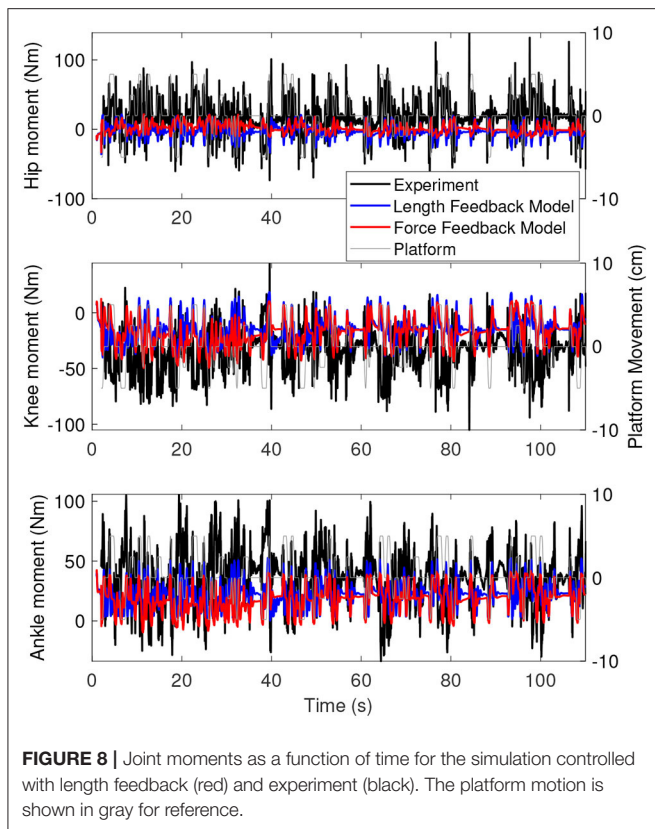 Hip moment (Nm)
100
0
-100
10
0
-10
0
20
40
Experiment
Length Feedback Model
Force Feedback Model
Platform
Knee moment (Nm)
0
-50
-100
10
0
-10
Platform Movement (cm)
0
20
40
60
80
100
Ankle moment (Nm)
100
50
0
10
0
-10
0
20
40
60
80
100
Time (s)
FIGURE 8 | Joint moments as a function of time for the simulation controlled
with length feedback (red) and experiment (black). The platform motion is
shown in gray for reference.